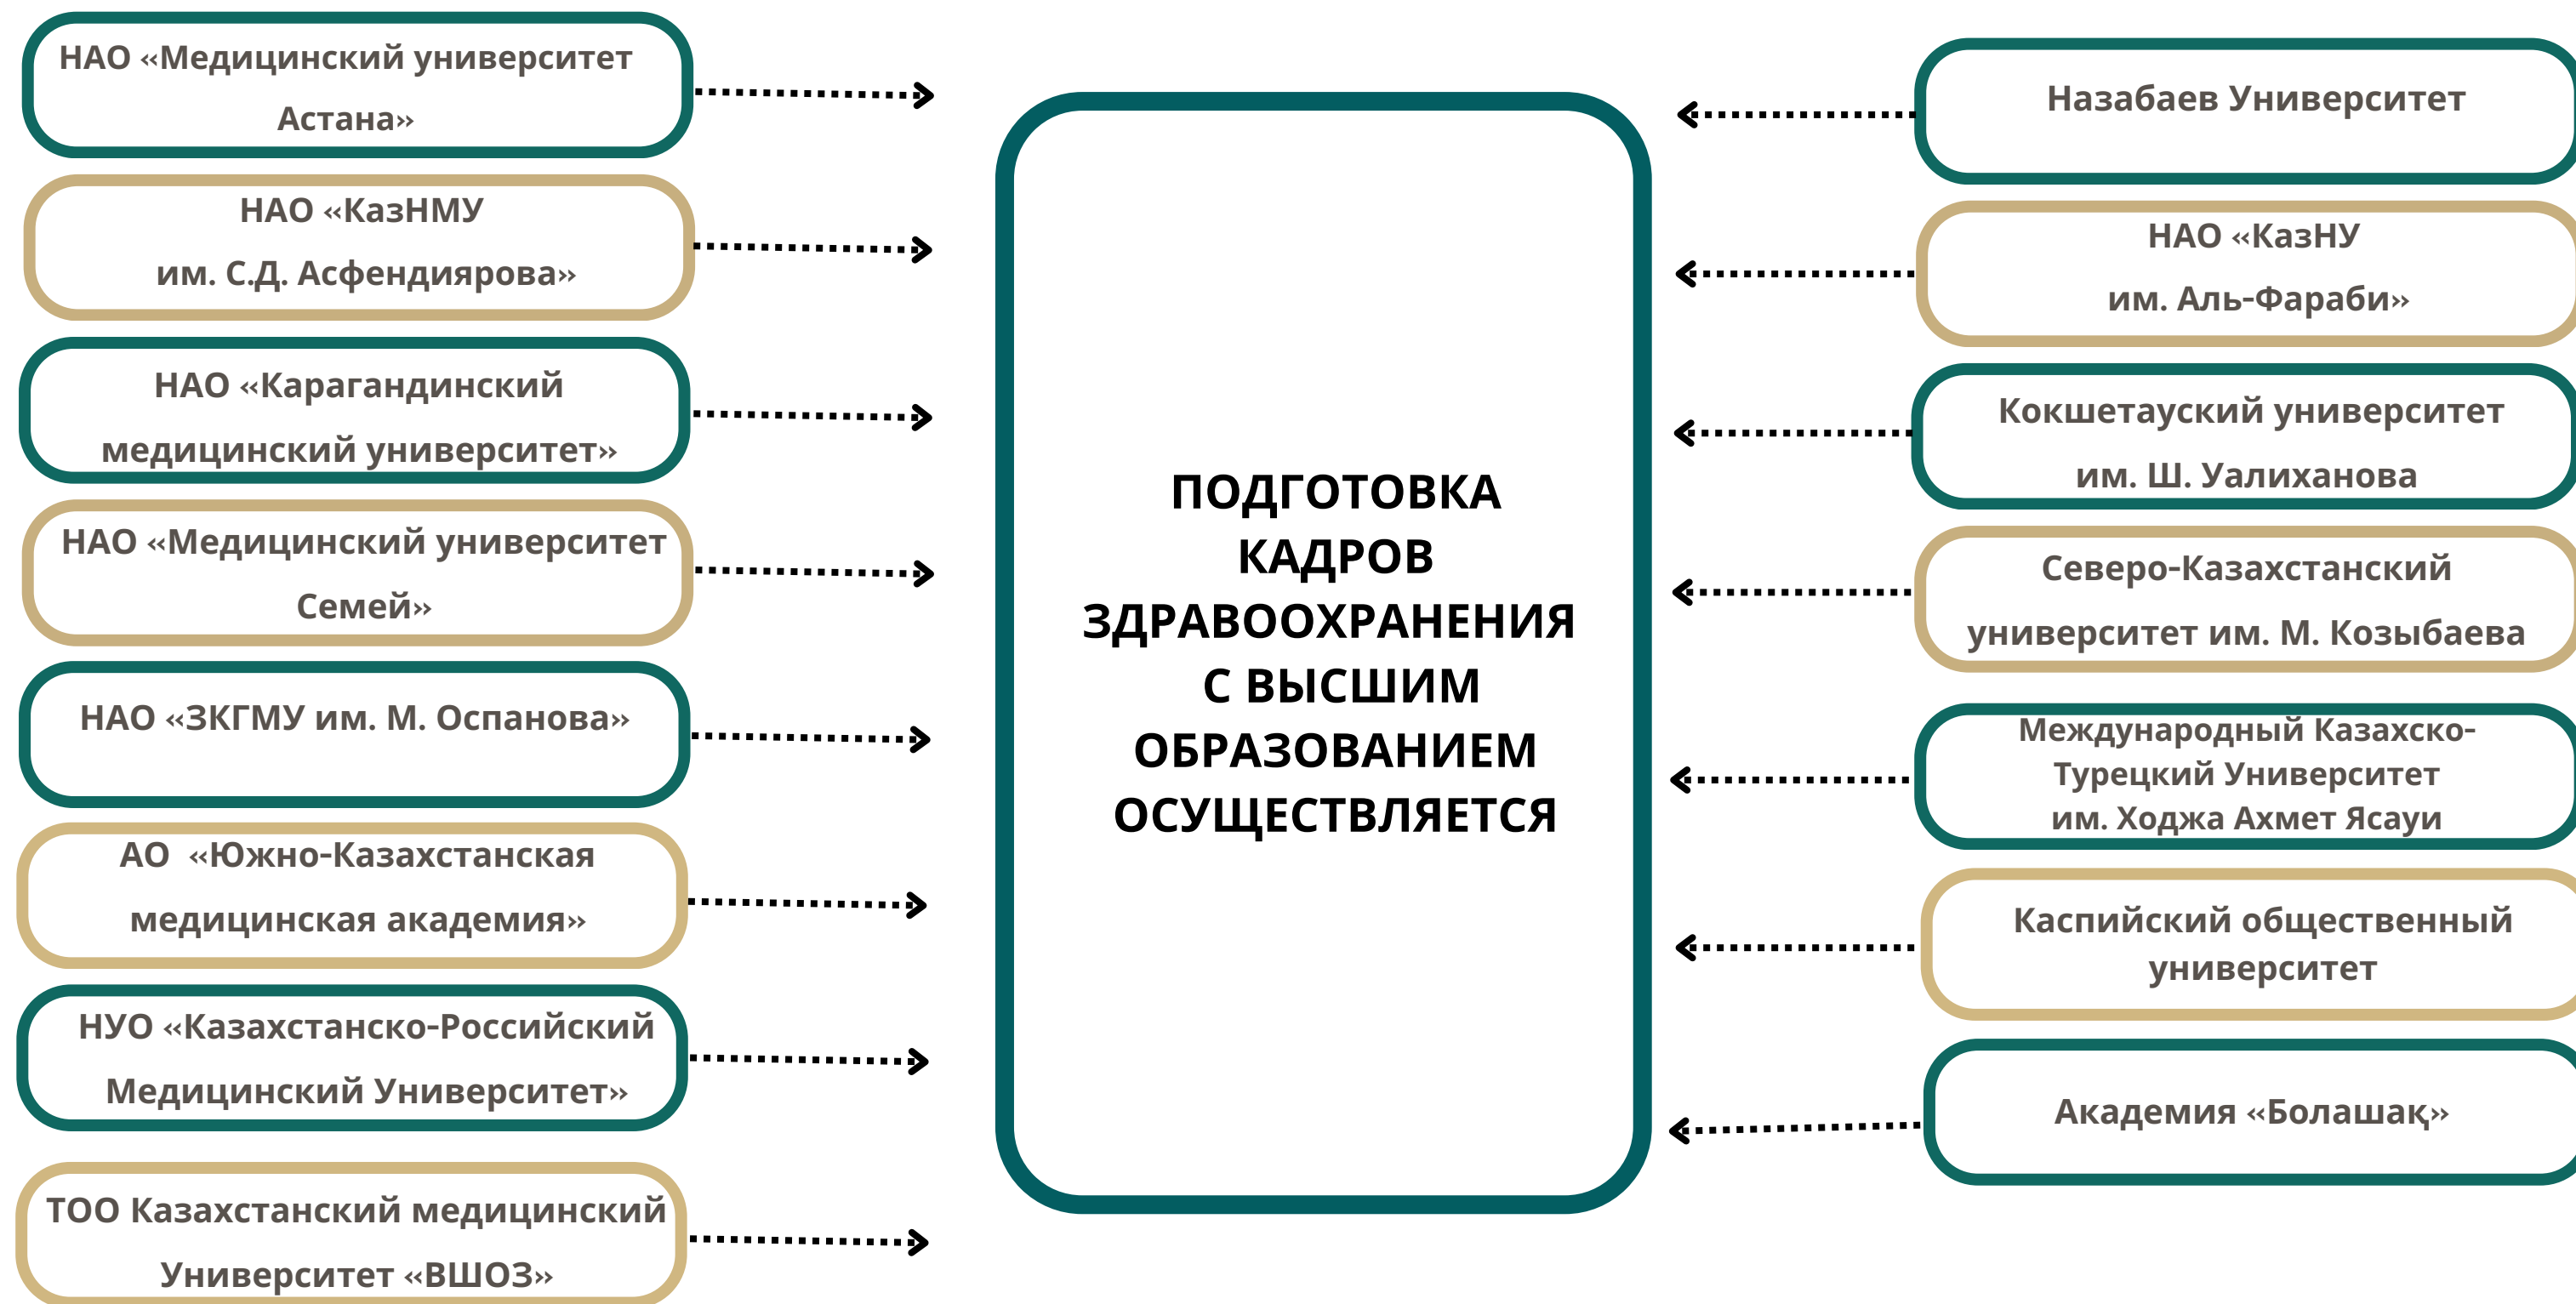 НАО «Медицинский университет
Астана»
НАО «КазНМУ
им. С.Д. Асфендиярова»
НАО «Карагандинский
медицинский университет»
НАО «Медицинский университет
Семей»
НАО «ЗКГМУ им. М. Оспанова»
АО «Южно-Казахстанская
медицинская академия»
НУО «Казахстанско-Российский
Медицинский Университет»
ТОО Казахстанский медицинский
Университет «ВШОЗ»
ПОДГОТОВКА
КАДРОВ
ЗДРАВООХРАНЕНИЯ
С ВЫСШИМ
ОБРАЗОВАНИЕМ
ОСУЩЕСТВЛЯЕТСЯ
Назабаев Университет
НАО «КазНУ
им. Аль-Фараби»
Кокшетауский университет
им. Ш. Уалиханова
Северо-Казахстанский
университет им. М. Козыбаева
Международный Казахско-
Турецкий Университет
им. Ходжа Ахмет Ясауи
Каспийский общественный
университет
Академия «Болашақ»